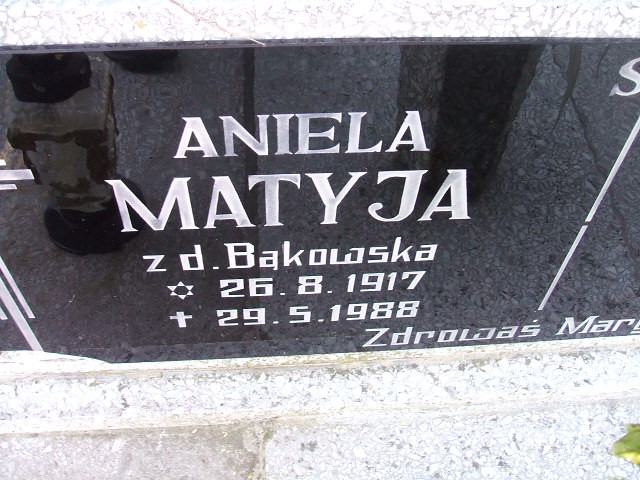 ANIELA
MATYJA
z d. Bąkowska
✡ 26.8.1917
✝ 29.5.1988
Zdrowaś